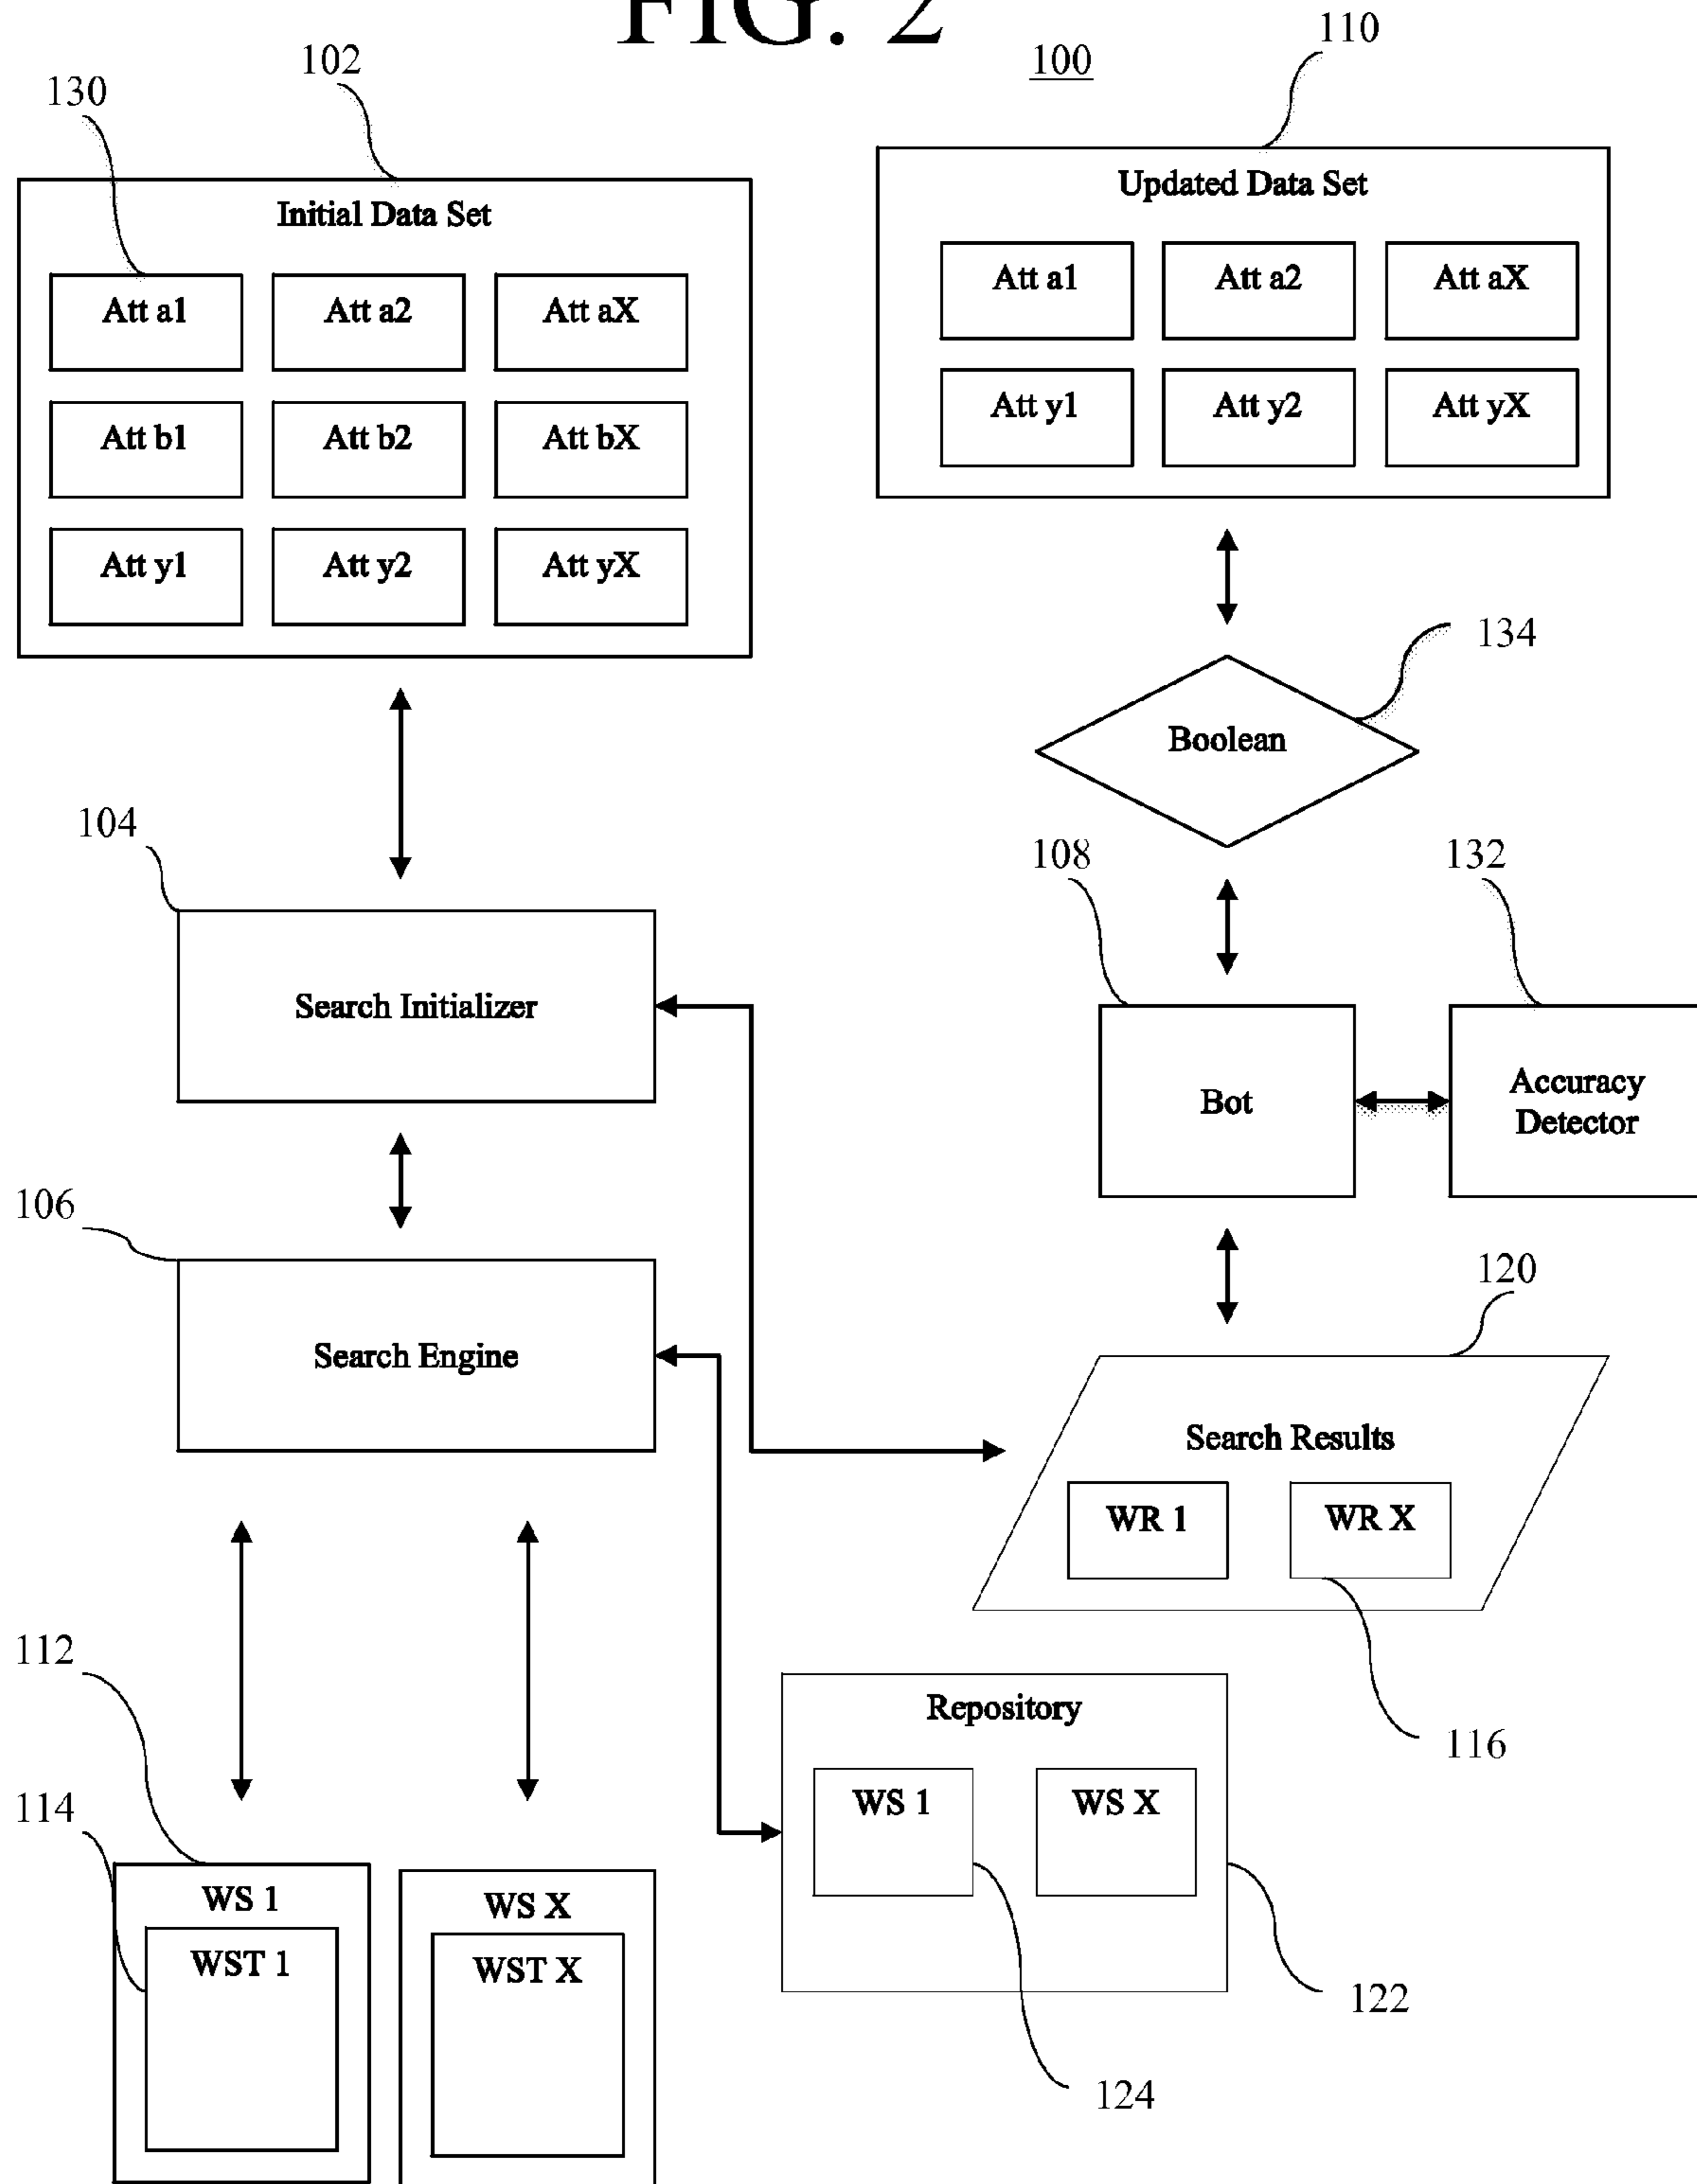 FIG. 2
100
110
102
130
Initial Data Set
Att a1 Att a2 Att aX
Att b1 Att b2 Att bX
Att y1 Att y2 Att yX
Updated Data Set
Att a1 Att a2 Att aX
Att y1 Att y2 Att yX
134
Boolean
104
Search Initializer
108
132
Bot
Accuracy
Detector
106
Search Engine
120
Search Results
WR 1 WR X
116
112
114
WS 1
WST 1
WS X
WST X
Repository
WS 1 WS X
122
124